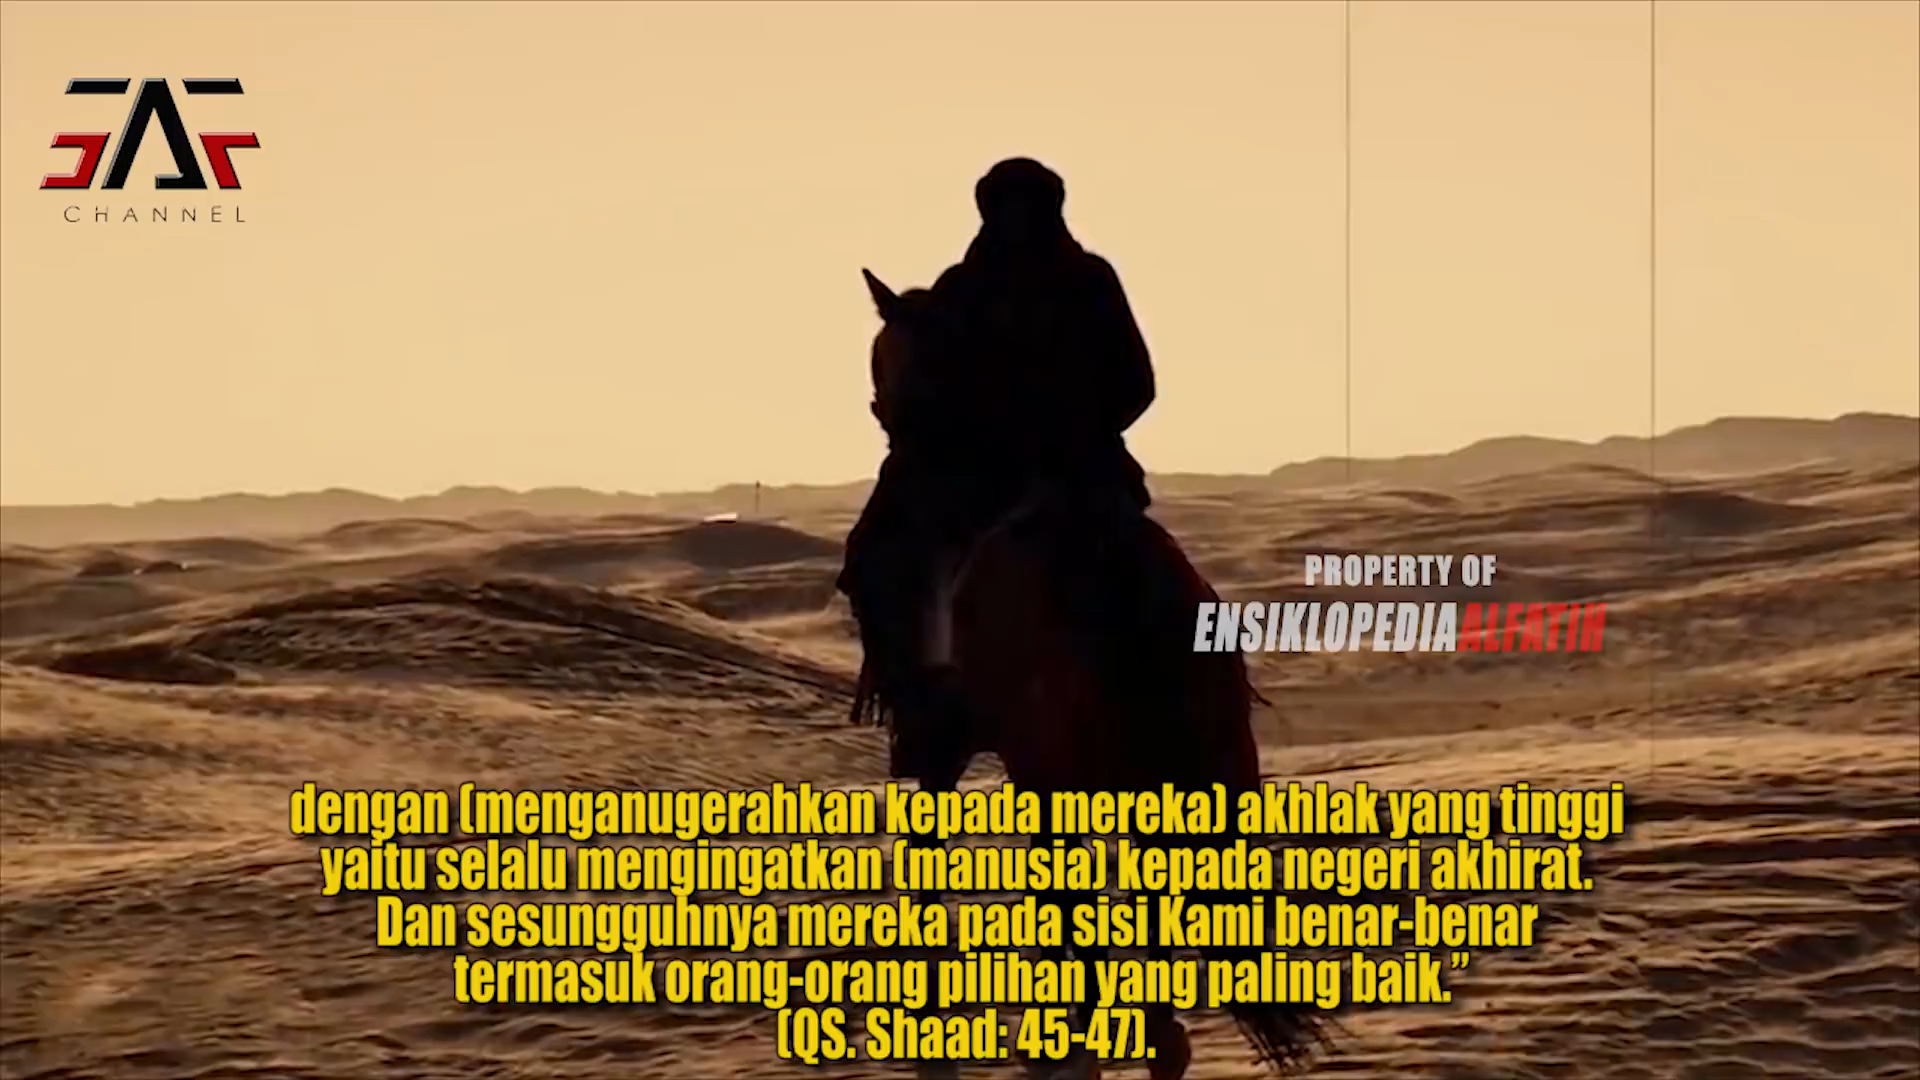 CHANNEL
PROPERTY OF
ENSIKLOPEDIAALFATIH
dengan (menganugerahkan kepada mereka) akhlak yang tinggi
yaitu selalu mengingatkan (manusia) kepada negeri akhirat.
Dan sesungguhnya mereka pada sisi Kami benar-benar
termasuk orang-orang pilihan yang paling baik.”
(QS. Shaad: 45-47).